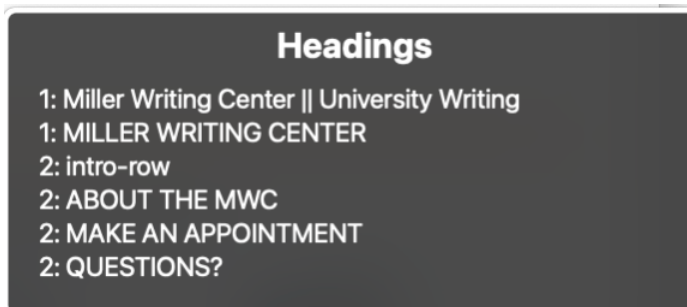 Headings
1: Miller Writing Center || University Writing
1: MILLER WRITING CENTER
2: intro-row
2: ABOUT THE MWC
2: MAKE AN APPOINTMENT
2: QUESTIONS?